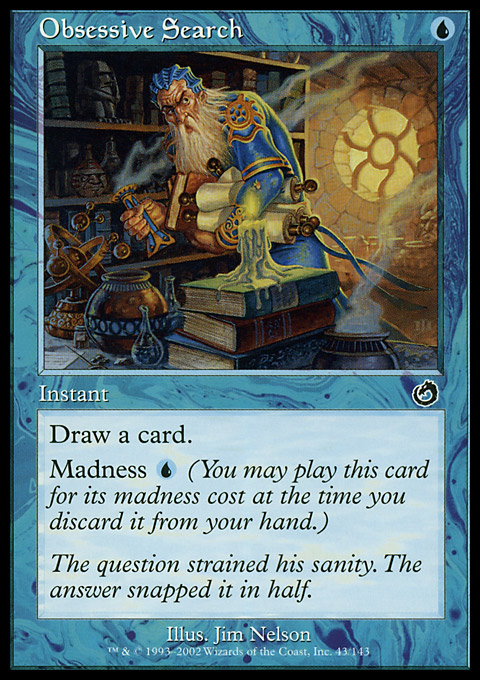 Obsessive Search
Instant
Draw a card.
Madness (You may play this card
for its madness cost at the time you
discard it from your hand.)
The question strained his sanity. The
answer snapped it in half.
Illus. Jim Nelson
™ & © 1993-2002 Wizards of the Coast, Inc. 43/143